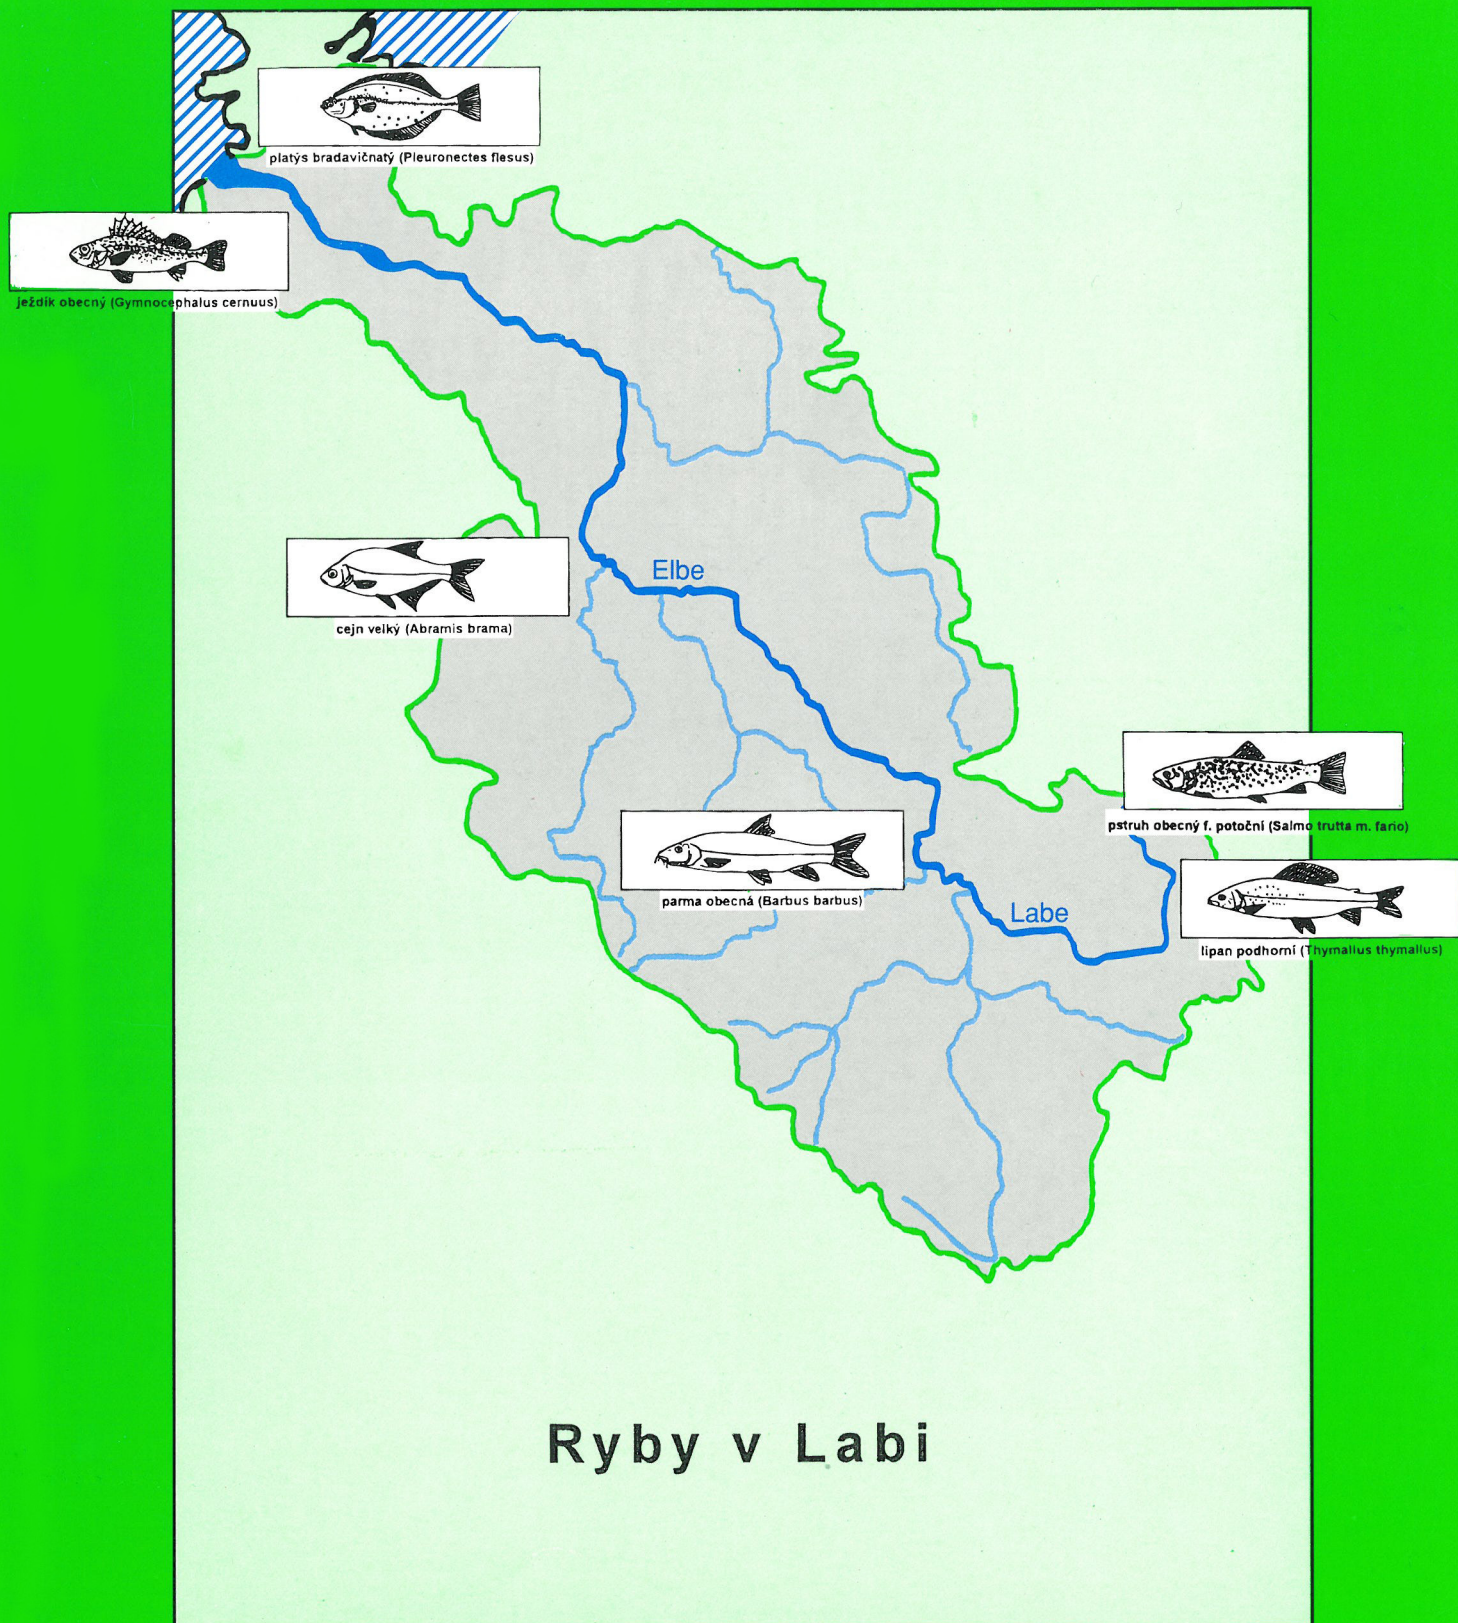 platýs bradavičnatý (Pleuronectes flesus)
ježdík obecný (Gymnocephalus cernuus)
Elbe
cejn velký (Abramis brama)
pstruh obecný f. potoční (Salmo trutta m. fario)
parma obecná (Barbus barbus)
Labe
lipan podhorní (Thymallus thymallus)
Ryby v Labi